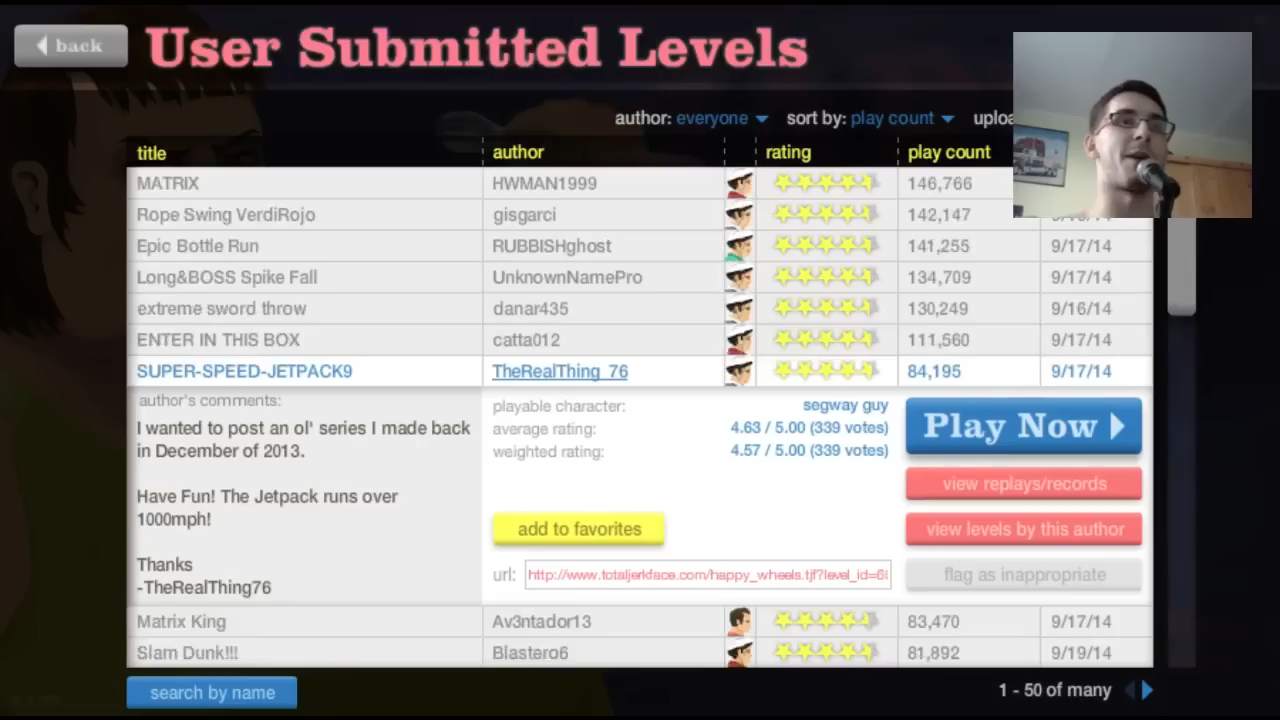 back
User Submitted Levels
author: everyone sort by: play count uploa
title author rating play count
MATRIX HWMAN1999 146,766
Rope Swing VerdiRojo gisgarci 142,147
Epic Bottle Run RUBBISHghost 141,255 9/17/14
Long&BOSS Spike Fall UnknownNamePro 134,709 9/17/14
extreme sword throw danar435 130,249 9/16/14
ENTER IN THIS BOX catta012 111,560 9/17/14
SUPER-SPEED-JETPACK9 TheRealThing_76 84,195 9/17/14
author's comments:
I wanted to post an ol' series I made back
in December of 2013.
Have Fun! The Jetpack runs over
1000mph!
Thanks
-TheRealThing76
playable character: segway guy
average rating: 4.63 / 5.00 (339 votes)
weighted rating: 4.57 / 5.00 (339 votes)
add to favorites
url: http://www.totaljerkface.com/happy_wheels.tjf?level_id=6
Play Now
view replays/records
view levels by this author
flag as inappropriate
Matrix King Av3ntador13 83,470 9/17/14
Slam Dunk!!! Blastero6 81,892 9/19/14
search by name
1 - 50 of many